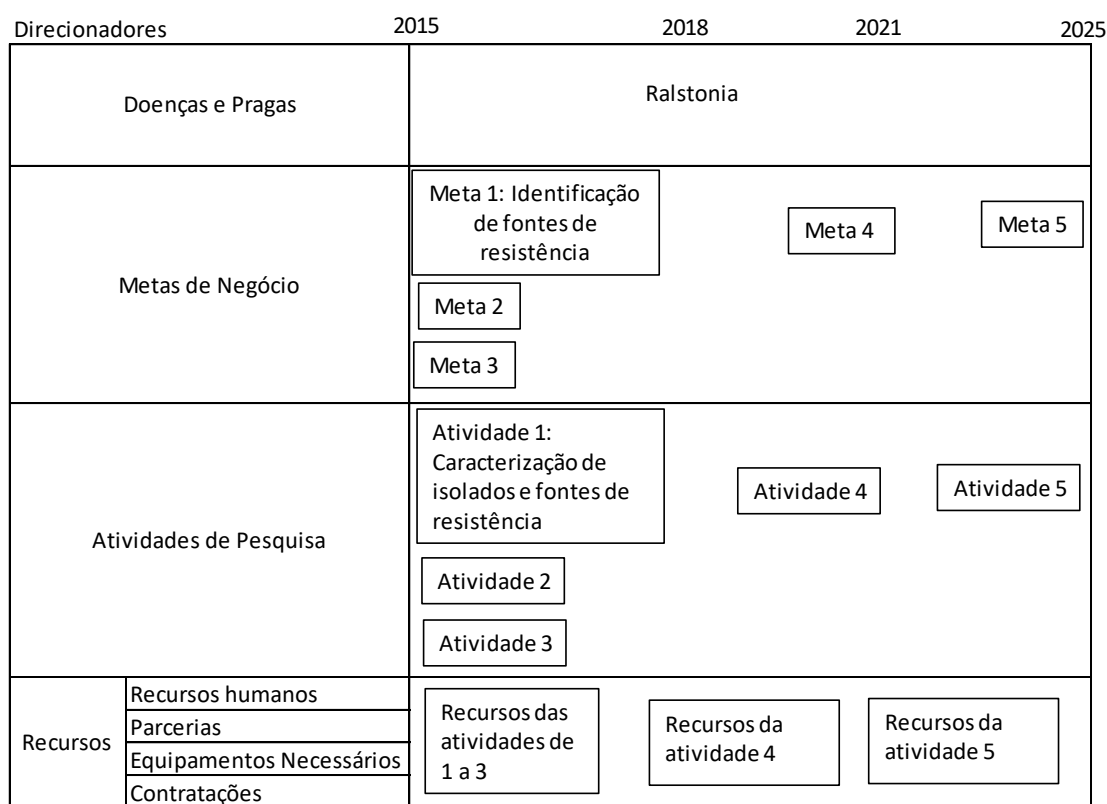 Direcionadores 2015 2018 2021 2025
Doenças e Pragas
Ralstonia
Metas de Negócio
Meta 1: Identificação
de fontes de
resistência
Meta 2
Meta 3
Meta 4
Meta 5
Atividades de Pesquisa
Atividade 1:
Caracterização de
isolados e fontes de
resistência
Atividade 2
Atividade 3
Atividade 4
Atividade 5
Recursos
Recursos humanos
Parcerias
Equipamentos Necessários
Contratações
Recursos das
atividades de
1 a 3
Recursos da
atividade 4
Recursos da
atividade 5